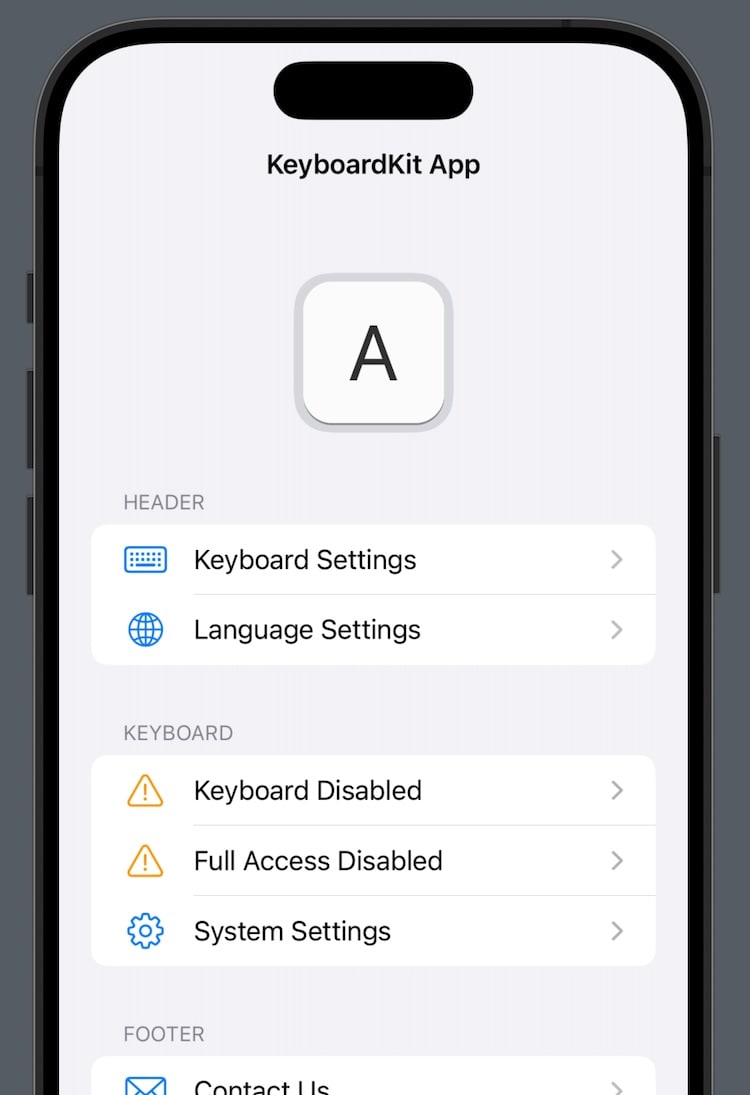 KeyboardKit App
A
HEADER
Keyboard Settings
Language Settings
KEYBOARD
Keyboard Disabled
Full Access Disabled
System Settings
FOOTER
Contact Us